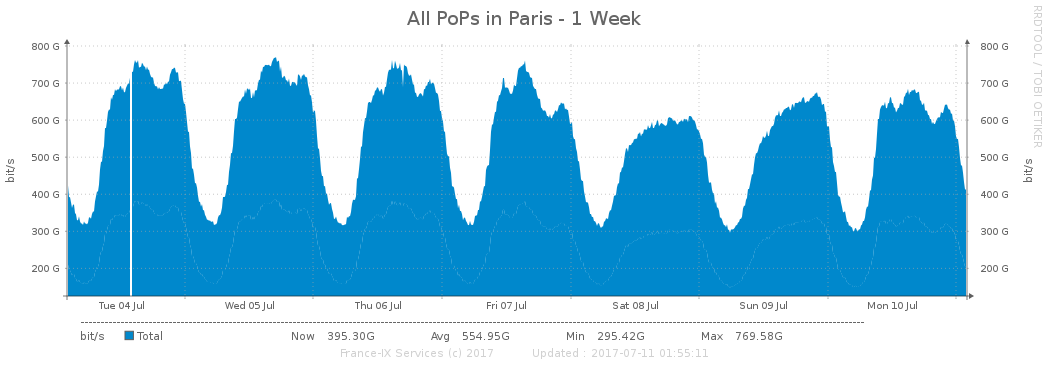 All PoPs in Paris - 1 Week
RRDTOOL / TOBI OETIKER
bit/s
800 G
700 G
600 G
500 G
400 G
300 G
200 G
800 G
700 G
600 G
500 G
400 G
300 G
200 G
bit/s
Tue 04 Jul Wed 05 Jul Thu 06 Jul Fri 07 Jul Sat 08 Jul Sun 09 Jul Mon 10 Jul
bit/s Total Now 395.30G Avg 554.95G Min 295.42G Max 769.58G
France-IX Services (c) 2017 Updated : 2017-07-11 01:55:11